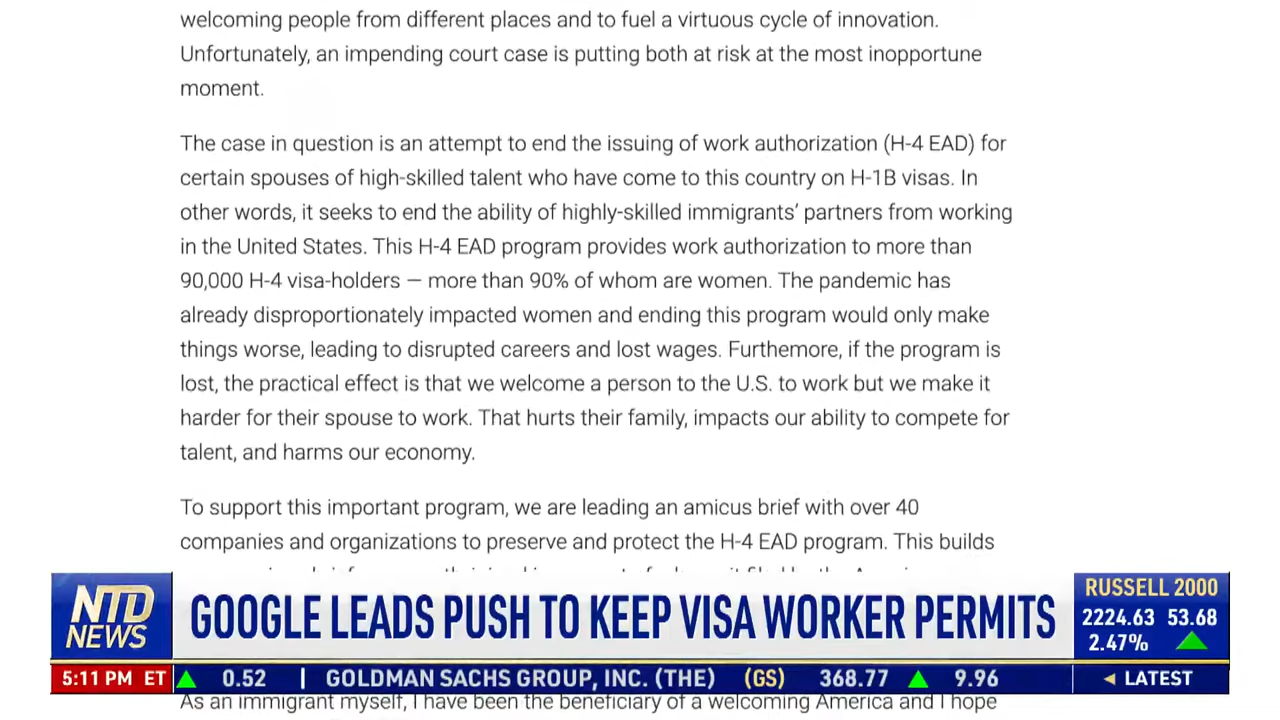 welcoming people from different places and to fuel a virtuous cycle of innovation.
Unfortunately, an impending court case is putting both at risk at the most inopportune
moment.
The case in question is an attempt to end the issuing of work authorization (H-4 EAD) for
certain spouses of high-skilled talent who have come to this country on H-1B visas. In
other words, it seeks to end the ability of highly-skilled immigrants' partners from working
in the United States. This H-4 EAD program provides work authorization to more than
90,000 H-4 visa-holders — more than 90% of whom are women. The pandemic has
already disproportionately impacted women and ending this program would only make
things worse, leading to disrupted careers and lost wages. Furthermore, if the program is
lost, the practical effect is that we welcome a person to the U.S. to work but we make it
harder for their spouse to work. That hurts their family, impacts our ability to compete for
talent, and harms our economy.
To support this important program, we are leading an amicus brief with over 40
companies and organizations to preserve and protect the H-4 EAD program. This builds
NTD
NEWS
GOOGLE LEADS PUSH TO KEEP VISA WORKER PERMITS
RUSSELL 2000
2224.63 53.68
2.47%
5:11 PM ET
0.52 | GOLDMAN SACHS GROUP, INC. (THE) (GS) 368.77 9.96
LATEST
As an immigrant myself, I have been the beneficiary of a welcoming America and I hope